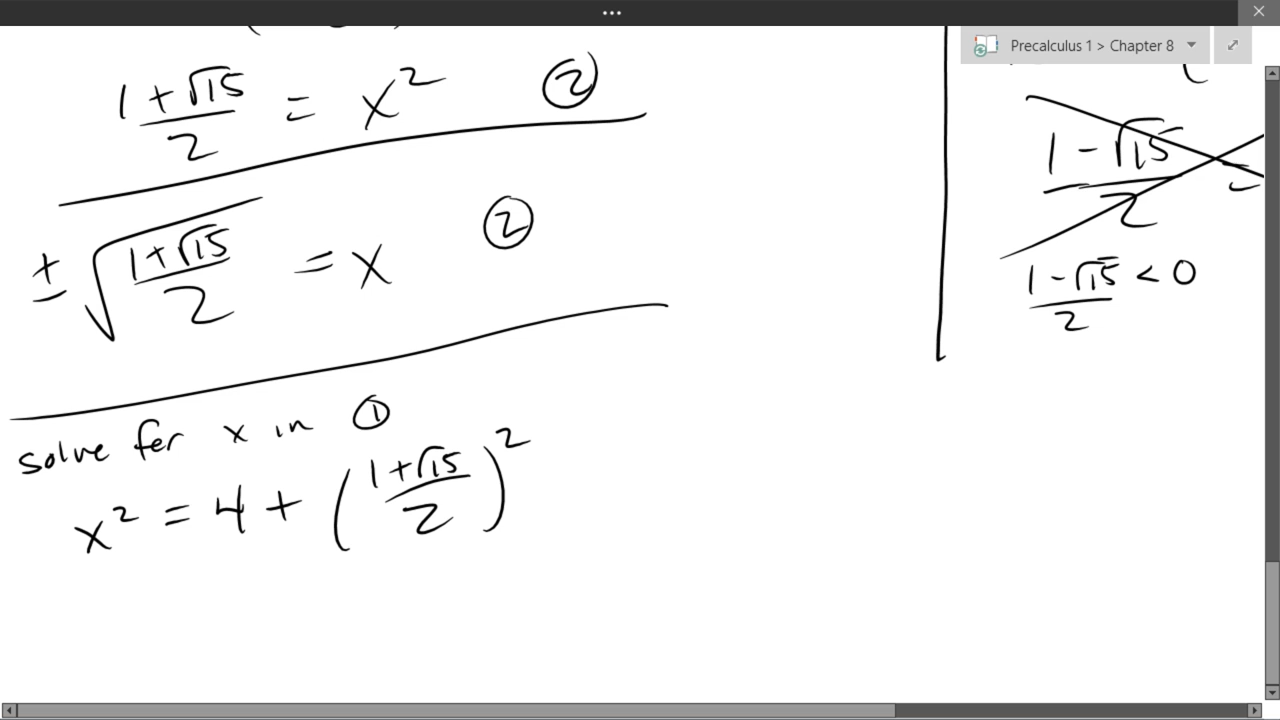 ...
Precalculus 1 > Chapter 8
(1+√15)/2 = x² ②
± √((1+√15)/2) = x ②
solve for x in ①
x² = 4 + ((1+√15)/2)²
(1-√15)/2 =
(1-√15)/2 < 0